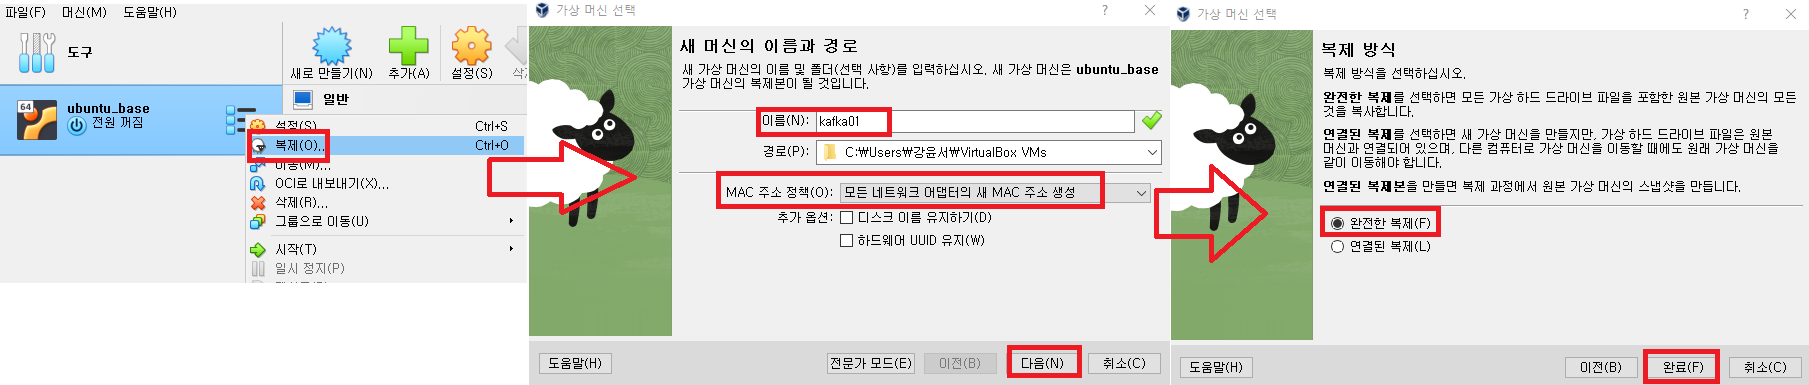 파일(F) 머신(M) 도움말(H)
도구
새로 만들기(N) 추가(A) 설정(S)
64
ubuntu_base
전원 꺼짐
일반
설정(S)... Ctrl+S
복제(O)... Ctrl+O
이동(M)...
OCI로 내보내기(X)...
삭제(R)...
그룹으로 이동(U)
시작(T)
일시 정지(P)
가상 머신 선택
새 머신의 이름과 경로
새 가상 머신의 이름 및 폴더(선택 사항)를 입력하십시오. 새 가상 머신은 ubuntu_base
가상 머신의 복제본이 될 것입니다.
이름(N): kafka01
경로(P): C:₩Users₩강윤서₩VirtualBox VMs
MAC 주소 정책(O): 모든 네트워크 어댑터의 새 MAC 주소 생성
추가 옵션: 디스크 이름 유지하기(D)
하드웨어 UUID 유지(W)
도움말(H) 전문가 모드(E) 이전(B) 다음(N) 취소(C)
가상 머신 선택
복제 방식
복제 방식을 선택하십시오.
완전한 복제를 선택하면 모든 가상 하드 드라이브 파일을 포함한 원본 가상 머신의 모든
것을 복사합니다.
연결된 복제를 선택하면 새 가상 머신을 만들지만, 가상 하드 드라이브 파일은 원본
머신과 연결되어 있으며, 다른 컴퓨터로 가상 머신을 이동할 때에도 원래 가상 머신을
같이 이동해야 합니다.
연결된 복제본을 만들면 복제 과정에서 원본 가상 머신의 스냅샷을 만듭니다.
완전한 복제(F)
연결된 복제(L)
도움말(H) 이전(B) 완료(F) 취소(C)